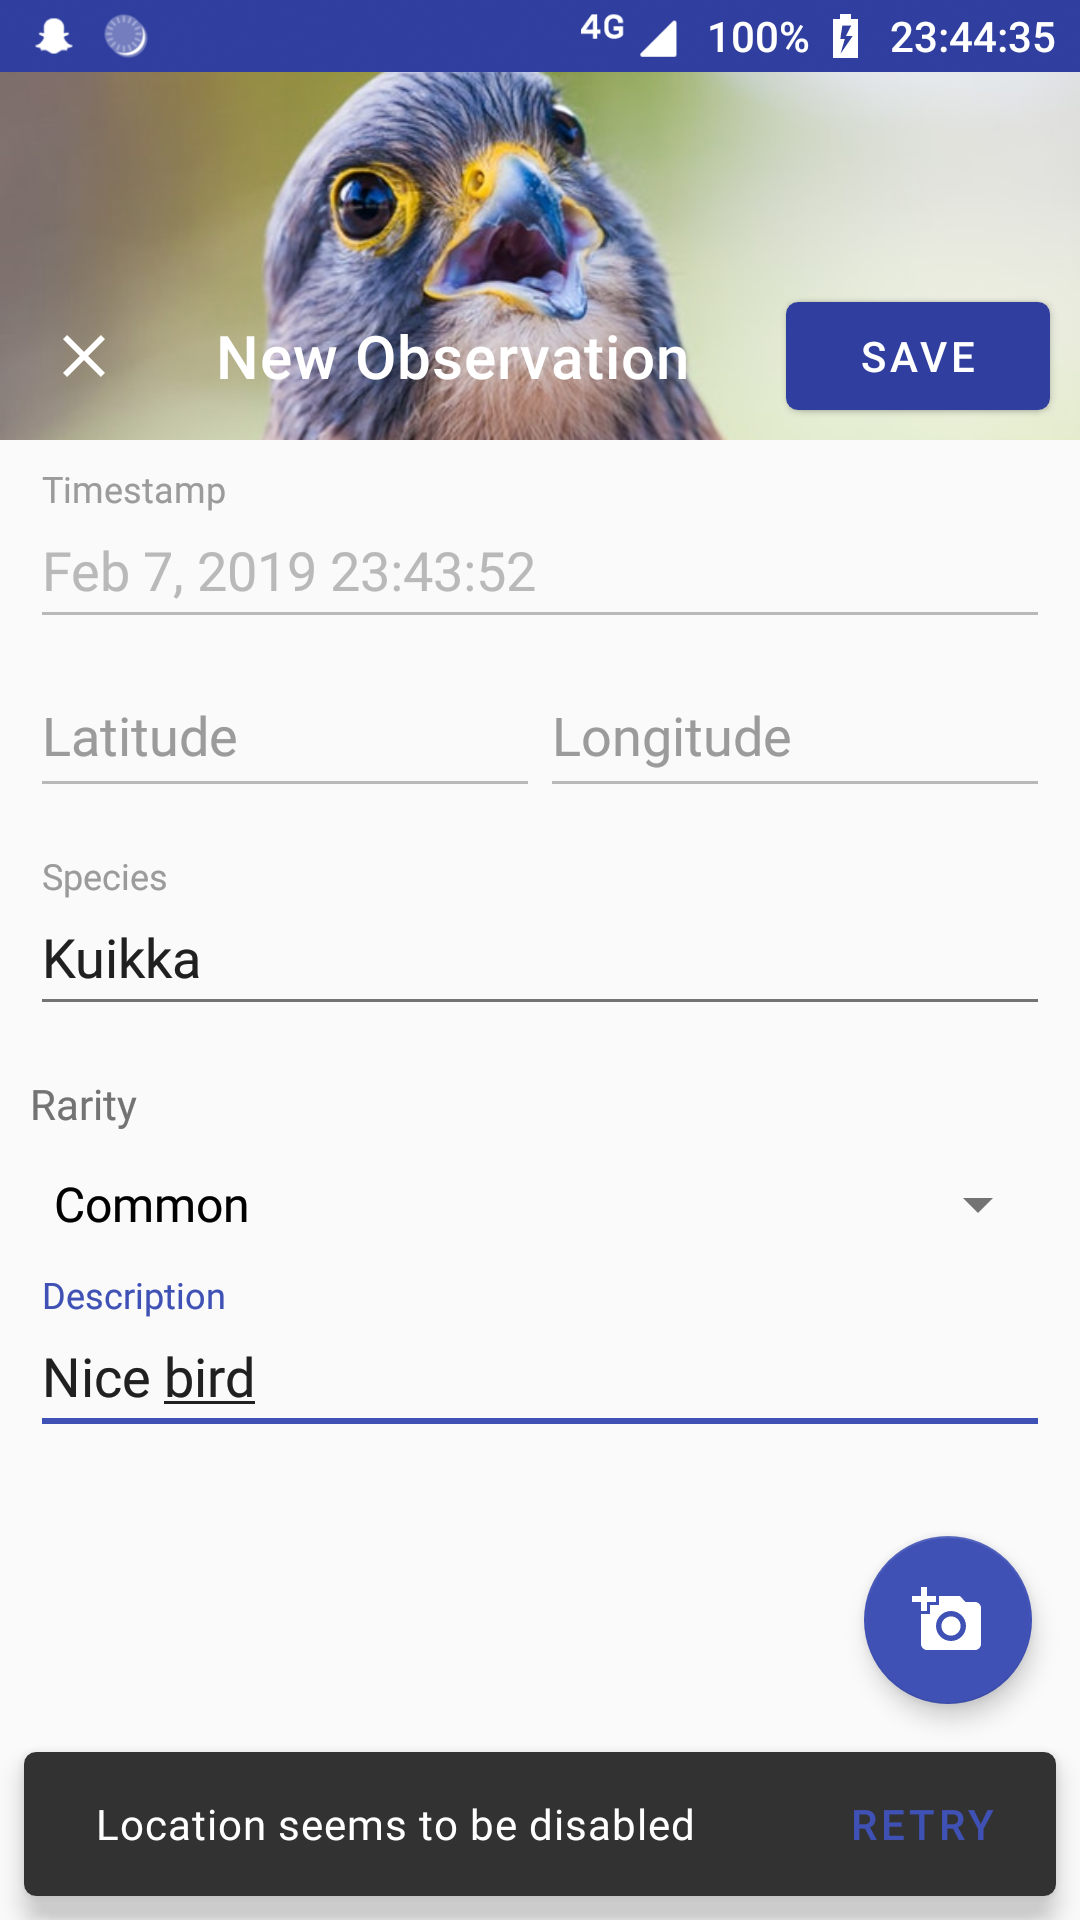 4G 100% 23:44:35
New Observation SAVE
Timestamp
Feb 7, 2019 23:43:52
Latitude Longitude
Species
Kuikka
Rarity
Common
Description
Nice bird
Location seems to be disabled RETRY